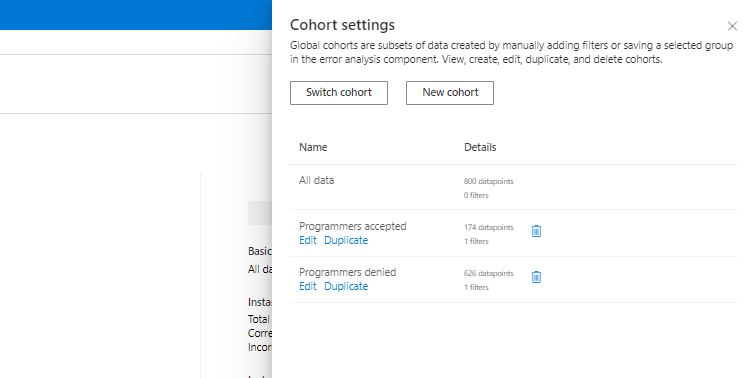 Cohort settings
Global cohorts are subsets of data created by manually adding filters or saving a selected group
in the error analysis component. View, create, edit, duplicate, and delete cohorts.
Switch cohort New cohort
Name Details
All data 800 datapoints
0 filters
Programmers accepted 174 datapoints
Edit Duplicate 1 filters
Basic
All da
Programmers denied 626 datapoints
Edit Duplicate 1 filters
Insta
Total
Corre
Incor